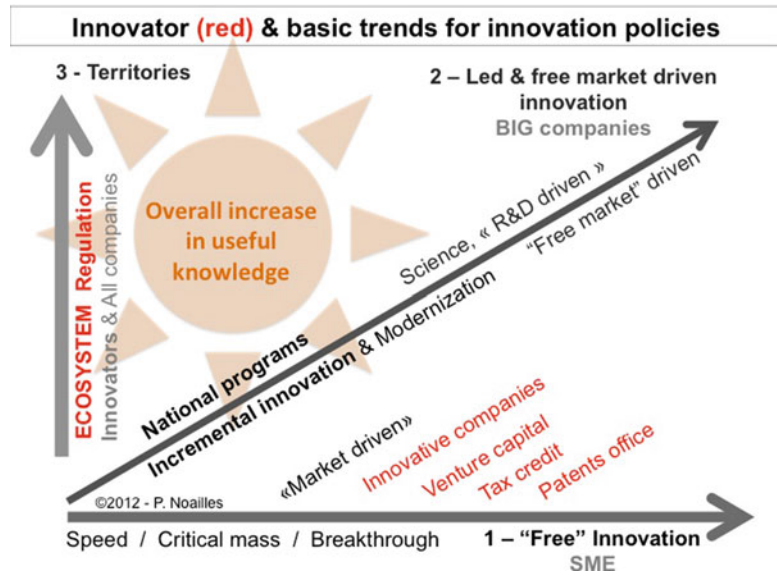 Innovator (red) & basic trends for innovation policies
3 - Territories
2 – Led & free market driven
innovation
BIG companies
ECOSYSTEM Regulation
Innovators & All companies
Overall increase
in useful
knowledge
Science, « R&D driven »
“Free market” driven
National programs
Incremental innovation & Modernization
«Market driven»
Innovative companies
Venture capital
Tax credit
Patents office
©2012 - P. Noailles
Speed / Critical mass / Breakthrough
1 – “Free” Innovation
SME